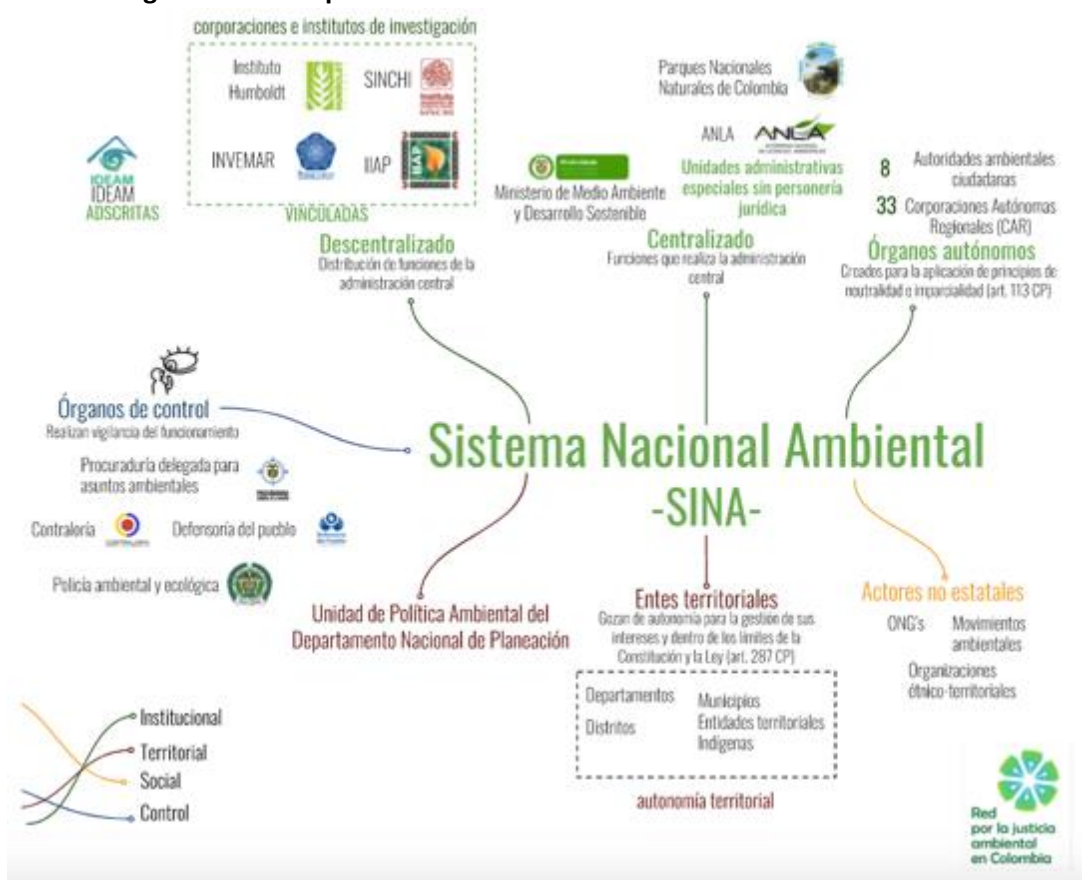 corporaciones e institutos de investigación
Instituto
Humboldt
SINCHI
INVEMAR
IIAP
IIAP
VINCULADAS
IDEAM
IDEAM
ADSCRITAS
Descentralizado
Distribución de funciones de la
administración central
Ministerio de Medio Ambiente
y Desarrollo Sostenible
Parques Nacionales
Naturales de Colombia
ANLA
ANLA
Unidades administrativas
especiales sin personería
jurídica
Centralizado
Funciones que realiza la administración
central
8 Autoridades ambientales
ciudadanas
33 Corporaciones Autónomas
Regionales (CAR)
Órganos autónomos
Creados para la aplicación de principios de
neutralidad e imparcialidad (art. 113 CP)
Órganos de control
Realizan vigilancia del funcionamiento
Procuraduría delegada para
asuntos ambientales
Contraloría
Defensoría del pueblo
Policía ambiental y ecológica
Sistema Nacional Ambiental
-SINA-
Unidad de Política Ambiental del
Departamento Nacional de Planeación
Entes territoriales
Gozan de autonomía para la gestión de sus
intereses y dentro de los límites de la
Constitución y la Ley (art. 287 CP)
Departamentos
Distritos
Municipios
Entidades territoriales
Indígenas
autonomía territorial
Actores no estatales
ONG's
Movimientos
ambientales
Organizaciones
étnico-territoriales
Institucional
Territorial
Social
Control
Red
por la justicia
ambiental
en Colombia